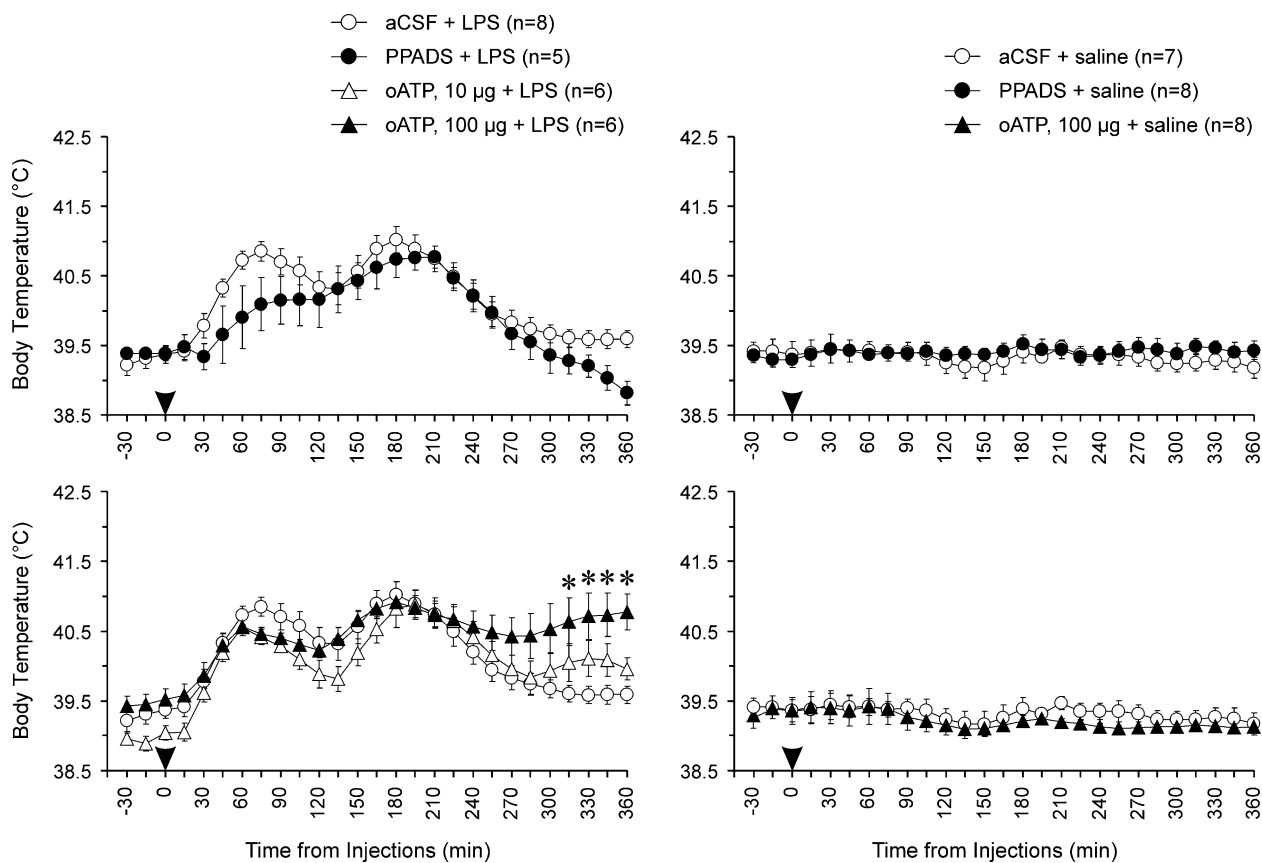 aCSF + LPS (n=8)
PPADS + LPS (n=5)
oATP, 10 µg + LPS (n=6)
oATP, 100 µg + LPS (n=6)
aCSF + saline (n=7)
PPADS + saline (n=8)
oATP, 100 µg + saline (n=8)
Body Temperature (°C)
42.5
41.5
40.5
39.5
38.5
-30 0 30 60 90 120 150 180 210 240 270 300 330 360
42.5
41.5
40.5
39.5
38.5
-30 0 30 60 90 120 150 180 210 240 270 300 330 360
Body Temperature (°C)
42.5
41.5
40.5
39.5
38.5
* * * *
-30 0 30 60 90 120 150 180 210 240 270 300 330 360
Time from Injections (min)
42.5
41.5
40.5
39.5
38.5
-30 0 30 60 90 120 150 180 210 240 270 300 330 360
Time from Injections (min)